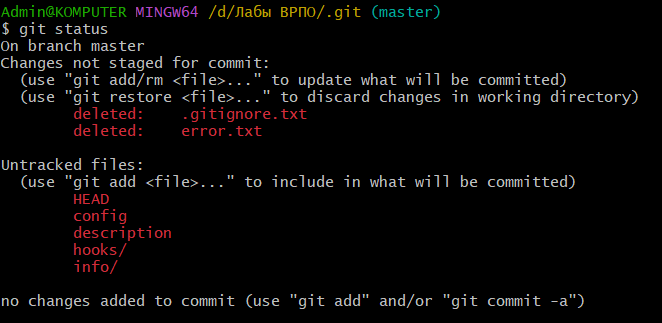 Admin@KOMPUTER MINGW64 /d/Лабы ВРПО/.git (master)
$ git status
On branch master
Changes not staged for commit:
  (use "git add/rm <file>..." to update what will be committed)
  (use "git restore <file>..." to discard changes in working directory)
        deleted:    .gitignore.txt
        deleted:    error.txt

Untracked files:
  (use "git add <file>..." to include in what will be committed)
        HEAD
        config
        description
        hooks/
        info/

no changes added to commit (use "git add" and/or "git commit -a")